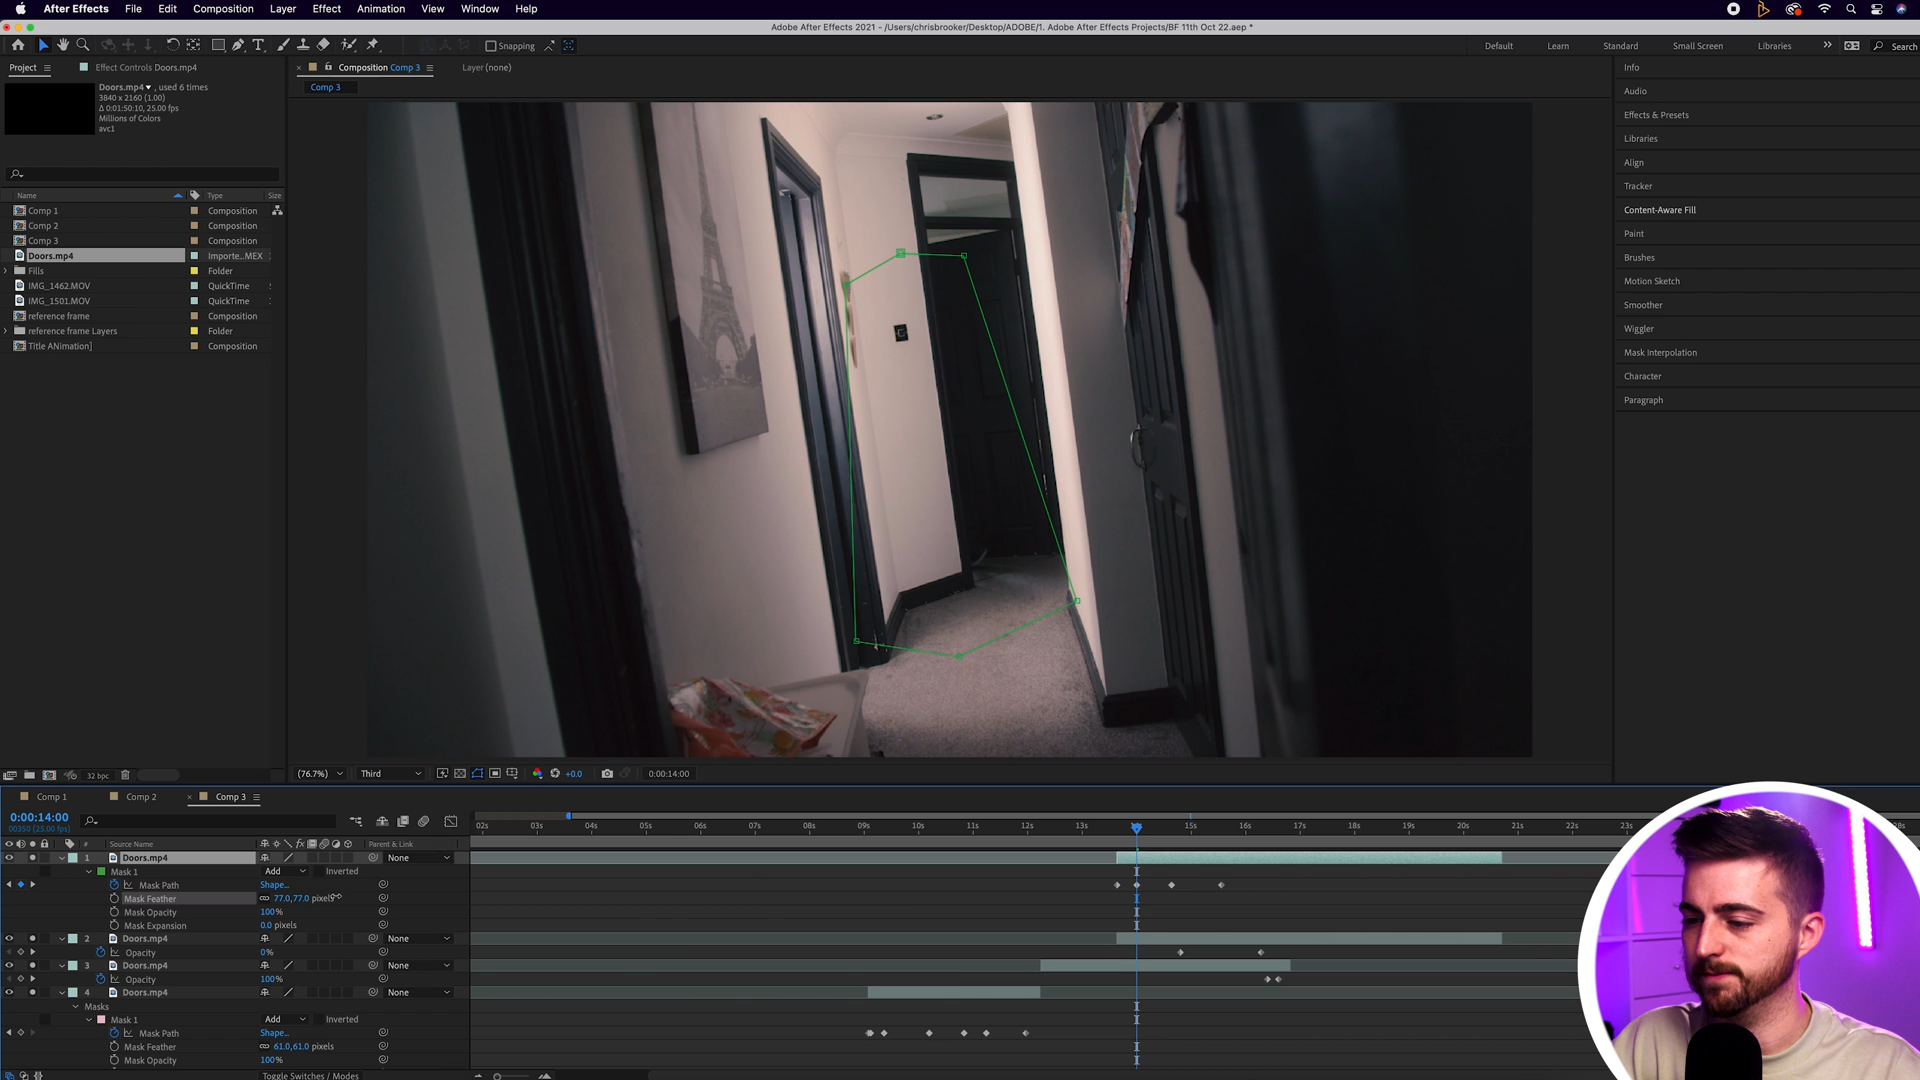 After Effects File Edit Composition Layer Effect Animation View Window Help
Adobe After Effects 2021 - /Users/chrisbrooker/Desktop/ADOBE/1. Adobe After Effects Projects/BF 11th Oct 22.aep *
Snapping Default Learn Standard Small Screen Libraries Search
Project Effect Controls Doors.mp4 Composition Comp 3 Layer (none)
Comp 3
Doors.mp4 , used 6 times
3840 x 2160 (1.00)
Δ 0:01:50:10, 25.00 fps
Millions of Colors
avc1
Name Type Size
Comp 1 Composition
Comp 2 Composition
Comp 3 Composition
Doors.mp4 Importe...MEX
Fills Folder
IMG_1462.MOV QuickTime
IMG_1501.MOV QuickTime
reference frame Composition
reference frame Layers Folder
Title ANimation] Composition
Info
Audio
Effects & Presets
Libraries
Align
Tracker
Content-Aware Fill
Paint
Brushes
Motion Sketch
Smoother
Wiggler
Mask Interpolation
Character
Paragraph
32 bpc (76.7%) Third +0.0 0:00:14:00
Comp 1 Comp 2 Comp 3
0:00:14:00
00350 (25.00 fps)
02s 03s 04s 05s 06s 07s 08s 09s 10s 11s 12s 13s 15s 16s 17s 18s 19s 20s 21s 22s 23s 28s
# Source Name Parent & Link
1 Doors.mp4 None
Mask 1 Add Inverted
Mask Path Shape...
Mask Feather 77.0,77.0 pixels
Mask Opacity 100%
Mask Expansion 0.0 pixels
2 Doors.mp4 None
Opacity 0%
3 Doors.mp4 None
Opacity 100%
4 Doors.mp4 None
Masks
Mask 1 Add Inverted
Mask Path Shape...
Mask Feather 61.0,61.0 pixels
Mask Opacity 100%
Toggle Switches / Modes